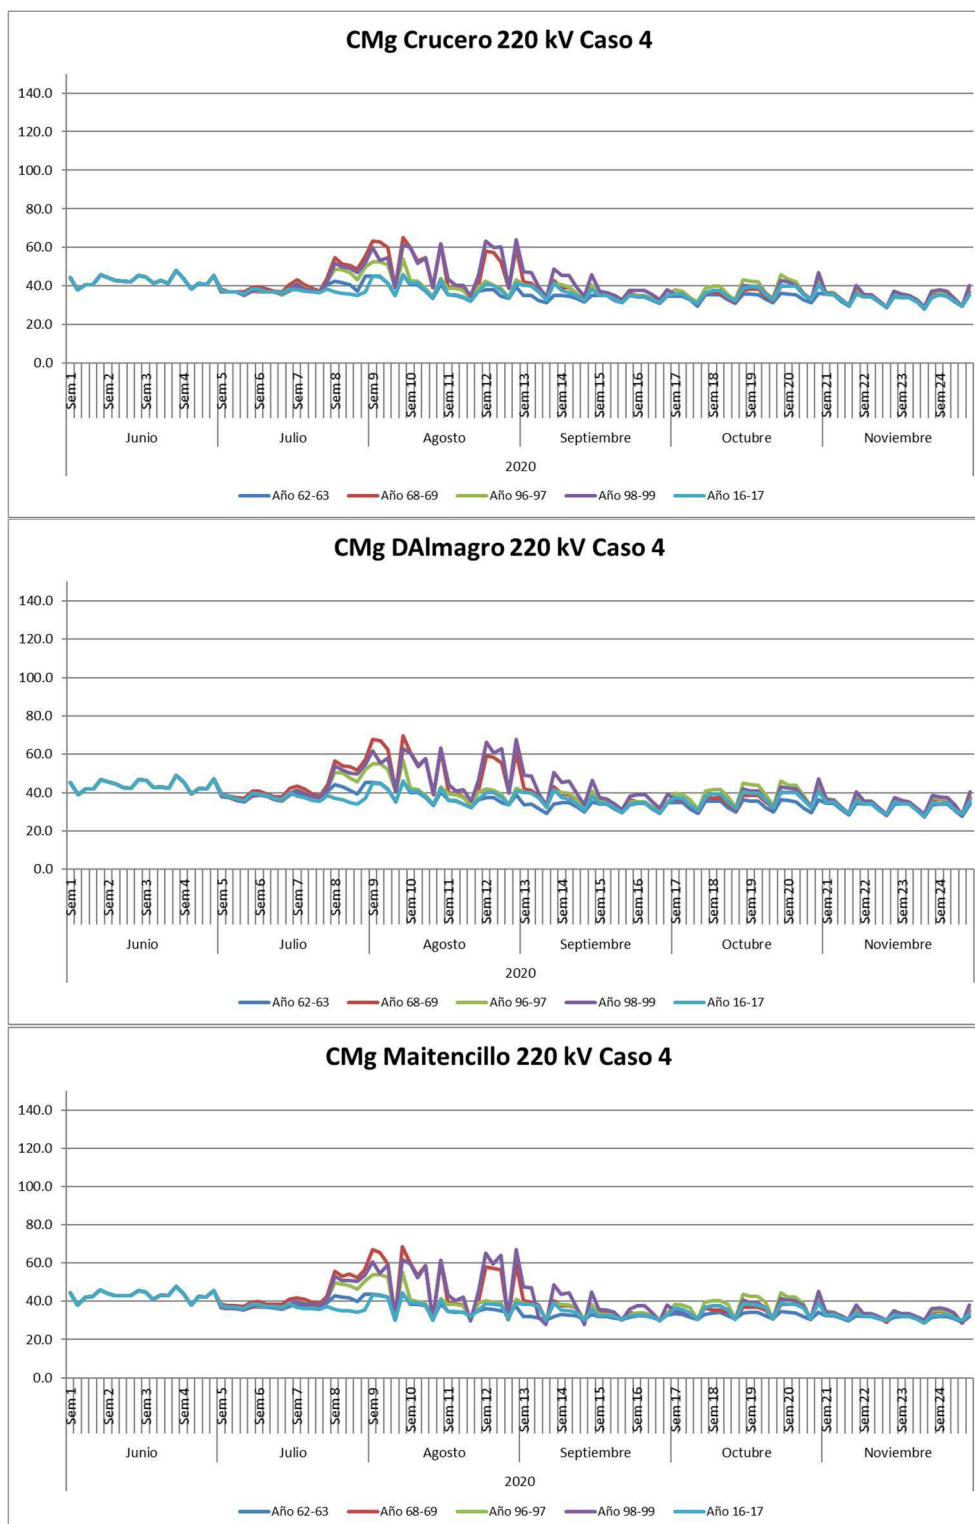 CMg Crucero 220 kV Caso 4
140.0
120.0
100.0
80.0
60.0
40.0
20.0
0.0
Sem 1 Sem 2 Sem 3 Sem 4 Sem 5 Sem 6 Sem 7 Sem 8 Sem 9 Sem 10 Sem 11 Sem 12 Sem 13 Sem 14 Sem 15 Sem 16 Sem 17 Sem 18 Sem 19 Sem 20 Sem 21 Sem 22 Sem 23 Sem 24
Junio Julio Agosto Septiembre Octubre Noviembre
2020
Año 62-63 Año 68-69 Año 96-97 Año 98-99 Año 16-17
CMg DAlmagro 220 kV Caso 4
140.0
120.0
100.0
80.0
60.0
40.0
20.0
0.0
Sem 1 Sem 2 Sem 3 Sem 4 Sem 5 Sem 6 Sem 7 Sem 8 Sem 9 Sem 10 Sem 11 Sem 12 Sem 13 Sem 14 Sem 15 Sem 16 Sem 17 Sem 18 Sem 19 Sem 20 Sem 21 Sem 22 Sem 23 Sem 24
Junio Julio Agosto Septiembre Octubre Noviembre
2020
Año 62-63 Año 68-69 Año 96-97 Año 98-99 Año 16-17
CMg Maitencillo 220 kV Caso 4
140.0
120.0
100.0
80.0
60.0
40.0
20.0
0.0
Sem 1 Sem 2 Sem 3 Sem 4 Sem 5 Sem 6 Sem 7 Sem 8 Sem 9 Sem 10 Sem 11 Sem 12 Sem 13 Sem 14 Sem 15 Sem 16 Sem 17 Sem 18 Sem 19 Sem 20 Sem 21 Sem 22 Sem 23 Sem 24
Junio Julio Agosto Septiembre Octubre Noviembre
2020
Año 62-63 Año 68-69 Año 96-97 Año 98-99 Año 16-17